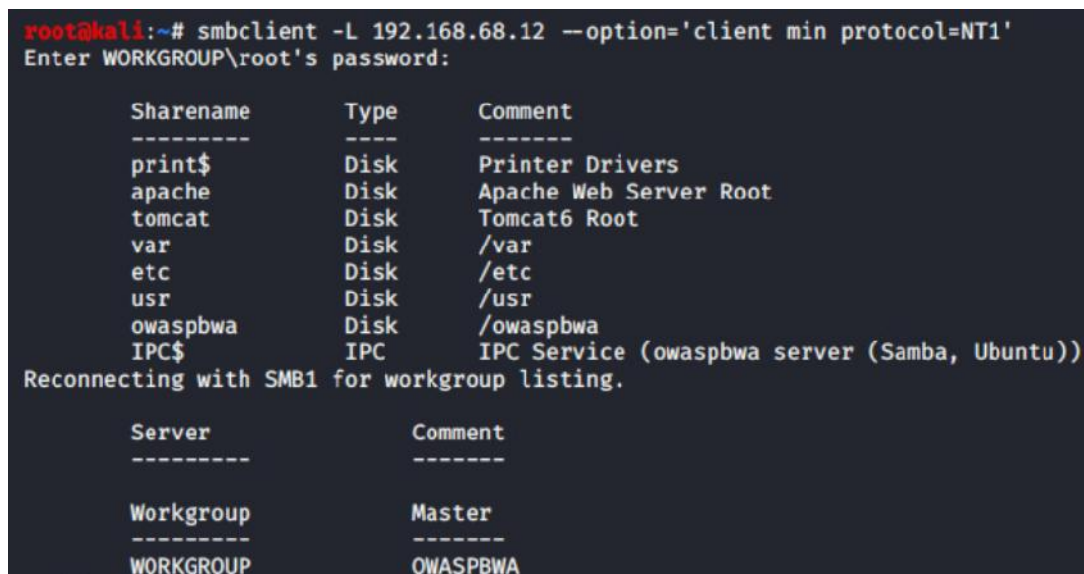 root@kali:~# smbclient -L 192.168.68.12 --option='client min protocol=NT1'
Enter WORKGROUP\root's password:
Sharename Type Comment
--------- ---- -------
print$ Disk Printer Drivers
apache Disk Apache Web Server Root
tomcat Disk Tomcat6 Root
var Disk /var
etc Disk /etc
usr Disk /usr
owaspbwa Disk /owaspbwa
IPC$ IPC IPC Service (owaspbwa server (Samba, Ubuntu))
Reconnecting with SMB1 for workgroup listing.
Server Comment
--------- -------
Workgroup Master
--------- -------
WORKGROUP OWASPBWA